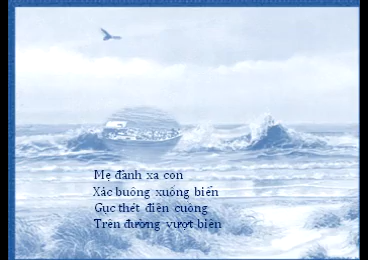 Mẹ đành xa con
Xác buông xuống biển
Gục thét điên cuồng
Trên đường vượt biên